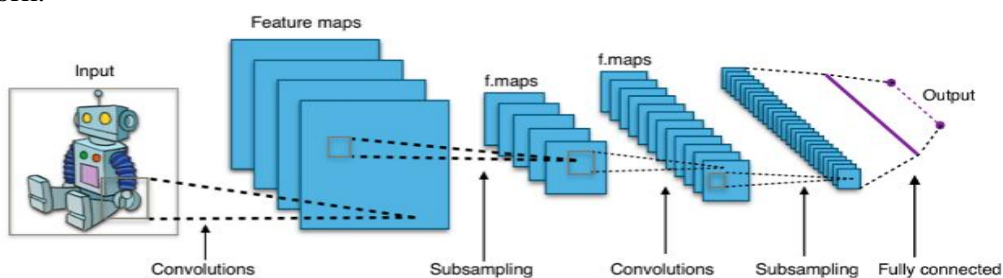 Feature maps
Input
f.maps
f.maps
Output
Convolutions
Subsampling
Convolutions
Subsampling
Fully connected